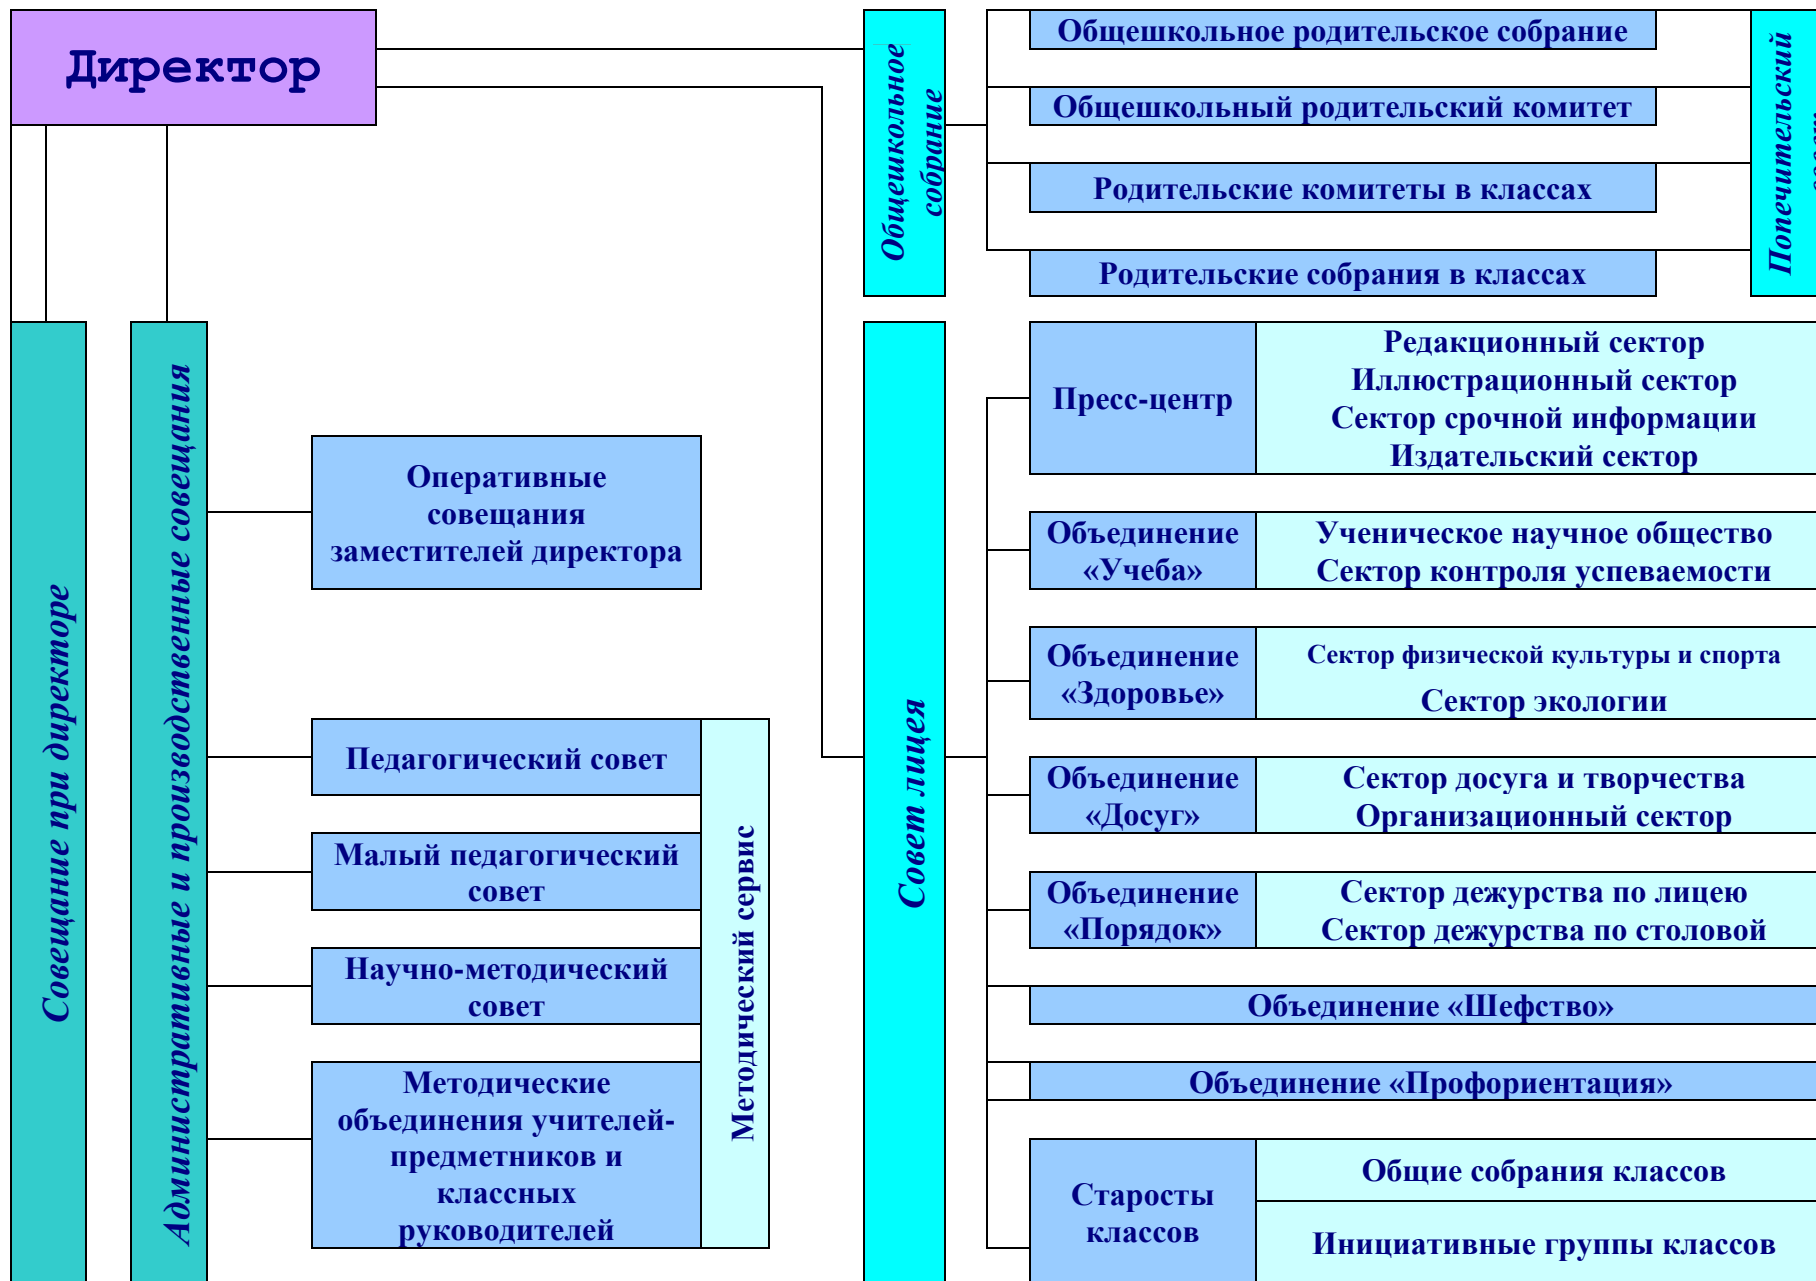 Директор
Совещание при директоре
Административные и производственные совещания
Оперативные
совещания
заместителей директора
Педагогический совет
Малый педагогический
совет
Научно-методический
совет
Методические
объединения учителей-
предметников и
классных
руководителей
Методический сервис
Общешкольное
собрание
Общешкольное родительское собрание
Общешкольный родительский комитет
Родительские комитеты в классах
Родительские собрания в классах
Попечительский
Совет лицея
Пресс-центр
Редакционный сектор
Иллюстрационный сектор
Сектор срочной информации
Издательский сектор
Объединение
«Учеба»
Ученическое научное общество
Сектор контроля успеваемости
Объединение
«Здоровье»
Сектор физической культуры и спорта
Сектор экологии
Объединение
«Досуг»
Сектор досуга и творчества
Организационный сектор
Объединение
«Порядок»
Сектор дежурства по лицею
Сектор дежурства по столовой
Объединение «Шефство»
Объединение «Профориентация»
Старосты
классов
Общие собрания классов
Инициативные группы классов